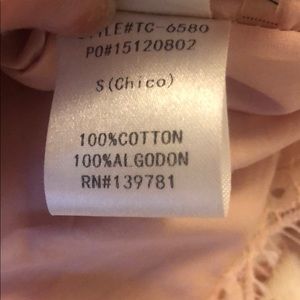 STYLE#TC-6580
PO#15120802
S(Chico)
100%COTTON
100%ALGODON
RN#139781